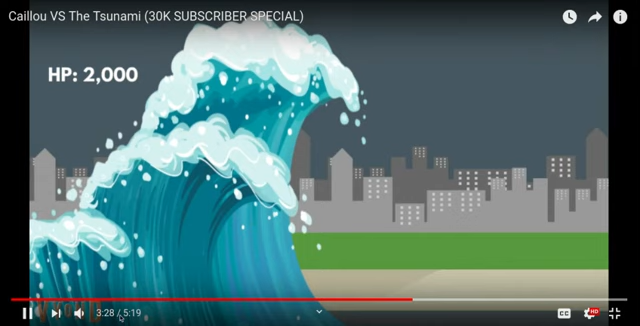 Caillou VS The Tsunami (30K SUBSCRIBER SPECIAL)
HP: 2,000
3:28 / 5:19
CC
HD